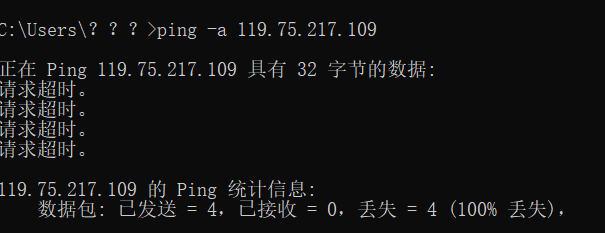 C:\Users\？？？>ping -a 119.75.217.109
正在 Ping 119.75.217.109 具有 32 字节的数据:
请求超时。
请求超时。
请求超时。
请求超时。
119.75.217.109 的 Ping 统计信息:
数据包: 已发送 = 4，已接收 = 0，丢失 = 4 (100% 丢失)，